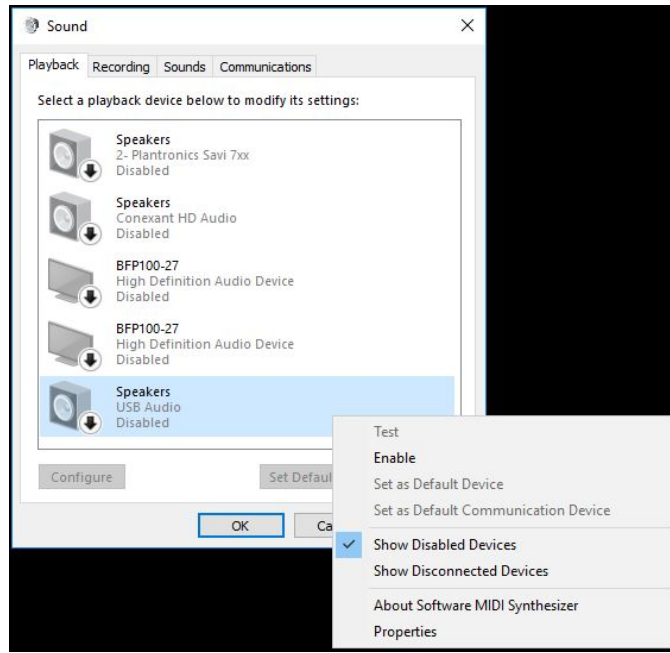 Sound
Playback Recording Sounds Communications
Select a playback device below to modify its settings:
Speakers
2- Plantronics Savi 7xx
Disabled
Speakers
Conexant HD Audio
Disabled
BFP100-27
High Definition Audio Device
Disabled
BFP100-27
High Definition Audio Device
Disabled
Speakers
USB Audio
Disabled
Configure
Set Defaul
OK
Ca
Test
Enable
Set as Default Device
Set as Default Communication Device
Show Disabled Devices
Show Disconnected Devices
About Software MIDI Synthesizer
Properties